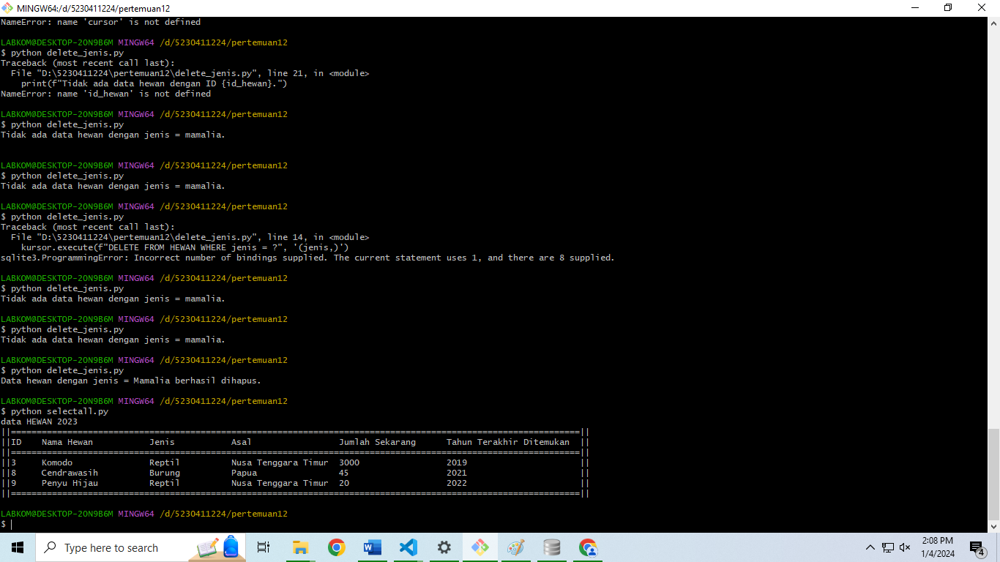 MINGW64:/d/5230411224/pertemuan12
NameError: name 'cursor' is not defined
LABKOM@DESKTOP-2ON9B6M MINGW64 /d/5230411224/pertemuan12
$ python delete_jenis.py
Traceback (most recent call last):
  File "D:\5230411224\pertemuan12\delete_jenis.py", line 21, in <module>
    print(f"Tidak ada data hewan dengan ID {id_hewan}.")
NameError: name 'id_hewan' is not defined
LABKOM@DESKTOP-2ON9B6M MINGW64 /d/5230411224/pertemuan12
$ python delete_jenis.py
Tidak ada data hewan dengan jenis = mamalia.
LABKOM@DESKTOP-2ON9B6M MINGW64 /d/5230411224/pertemuan12
$ python delete_jenis.py
Tidak ada data hewan dengan jenis = mamalia.
LABKOM@DESKTOP-2ON9B6M MINGW64 /d/5230411224/pertemuan12
$ python delete_jenis.py
Traceback (most recent call last):
  File "D:\5230411224\pertemuan12\delete_jenis.py", line 14, in <module>
    kursor.execute(f"DELETE FROM HEWAN WHERE jenis = ?", '(jenis,)')
sqlite3.ProgrammingError: Incorrect number of bindings supplied. The current statement uses 1, and there are 8 supplied.
LABKOM@DESKTOP-2ON9B6M MINGW64 /d/5230411224/pertemuan12
$ python delete_jenis.py
Tidak ada data hewan dengan jenis = mamalia.
LABKOM@DESKTOP-2ON9B6M MINGW64 /d/5230411224/pertemuan12
$ python delete_jenis.py
Tidak ada data hewan dengan jenis = mamalia.
LABKOM@DESKTOP-2ON9B6M MINGW64 /d/5230411224/pertemuan12
$ python delete_jenis.py
Data hewan dengan jenis = Mamalia berhasil dihapus.
LABKOM@DESKTOP-2ON9B6M MINGW64 /d/5230411224/pertemuan12
$ python selectall.py
data HEWAN 2023
||===============================================================================================================||
||ID    Nama Hewan           Jenis           Asal                 Jumlah Sekarang      Tahun Terakhir Ditemukan  ||
||===============================================================================================================||
||3     Komodo               Reptil          Nusa Tenggara Timur  3000                 2019                      ||
||8     Cendrawasih          Burung          Papua                45                   2021                      ||
||9     Penyu Hijau          Reptil          Nusa Tenggara Timur  20                   2022                      ||
||===============================================================================================================||
LABKOM@DESKTOP-2ON9B6M MINGW64 /d/5230411224/pertemuan12
$
Type here to search
2:08 PM
1/4/2024
4